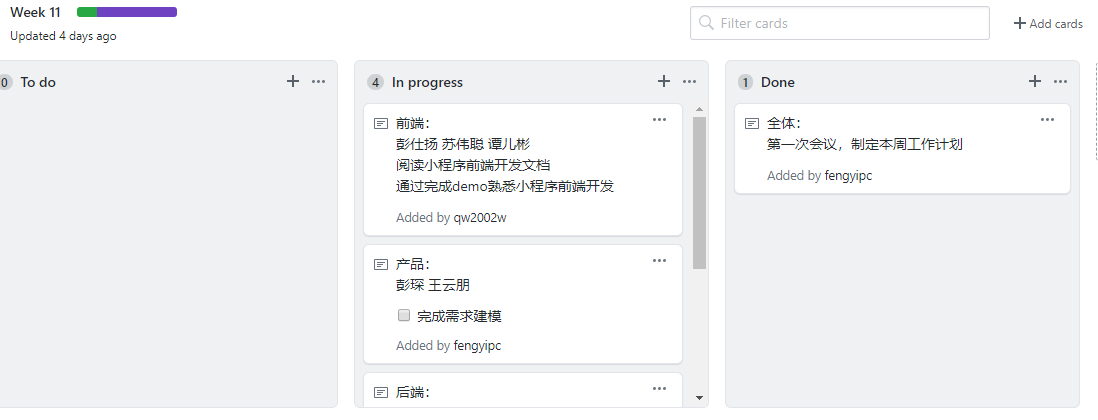 Week 11
Updated 4 days ago
Filter cards
Add cards
0 To do
4 In progress
前端：
彭仕扬 苏伟聪 谭儿彬
阅读小程序前端开发文档
通过完成demo熟悉小程序前端开发
Added by qw2002w
产品：
彭琛 王云朋
完成需求建模
Added by fengyipc
后端：
1 Done
全体：
第一次会议，制定本周工作计划
Added by fengyipc